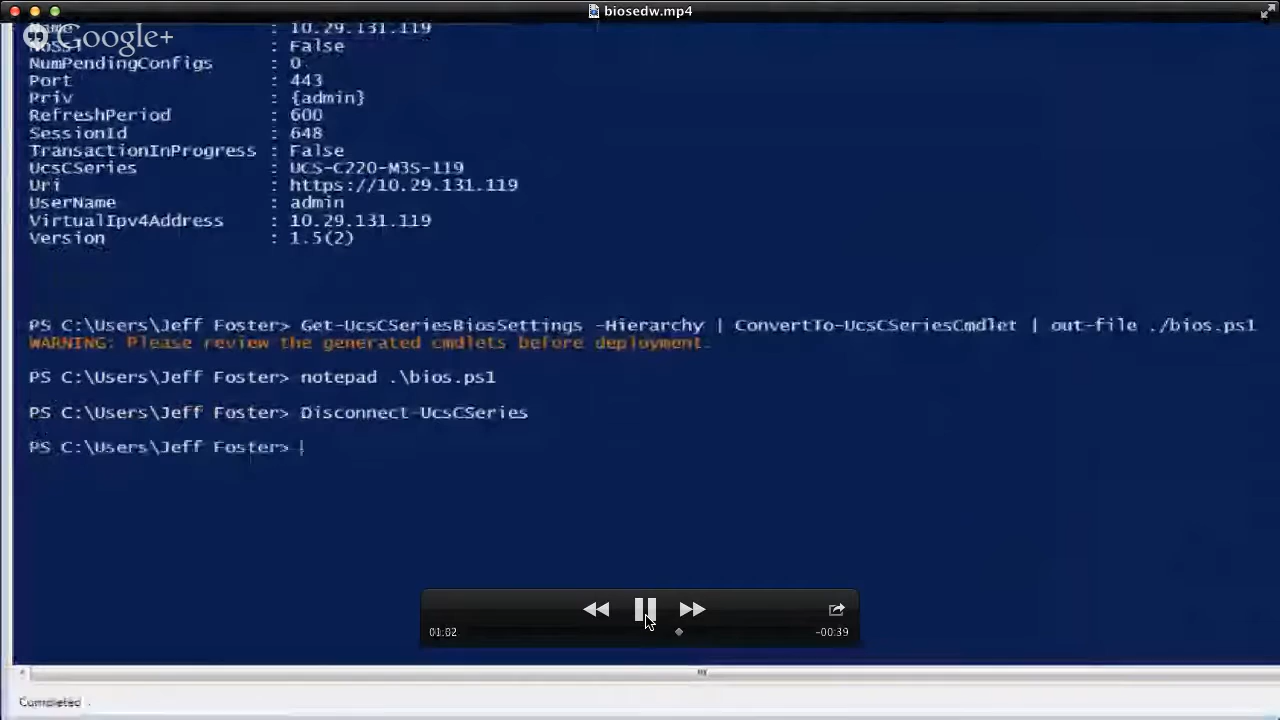 biosedw.mp4
Google+
Name : 10.29.131.119
NoSsl : False
NumPendingConfigs : 0
Port : 443
Priv : {admin}
RefreshPeriod : 600
SessionId : 648
TransactionInProgress : False
UcsCSeries : UCS-C220-M3S-119
Uri : https://10.29.131.119
UserName : admin
VirtualIpv4Address : 10.29.131.119
Version : 1.5(2)
PS C:\Users\Jeff Foster> Get-UcsCSeriesBiosSettings -Hierarchy | ConvertTo-UcsCSeriesCmdlet | out-file ./bios.ps1
WARNING: Please review the generated cmdlets before deployment.
PS C:\Users\Jeff Foster> notepad .\bios.ps1
PS C:\Users\Jeff Foster> Disconnect-UcsCSeries
PS C:\Users\Jeff Foster>
01:02
-00:39
Completed